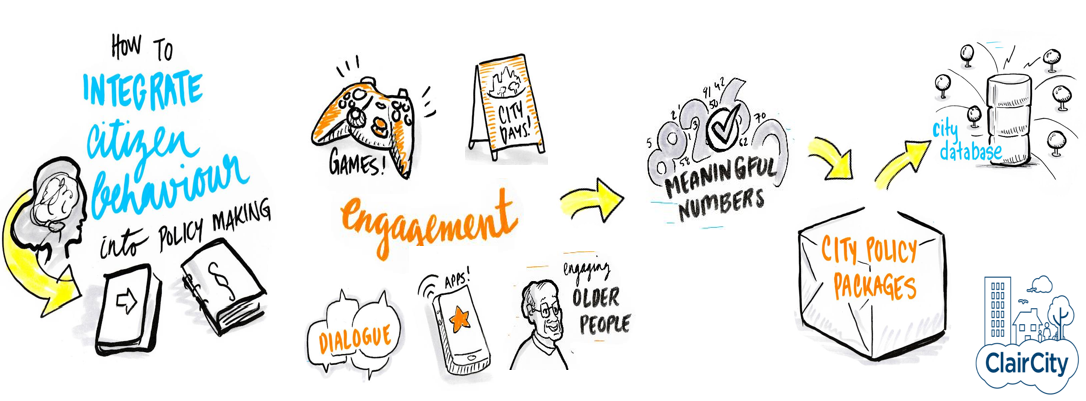 HOW TO
INTEGRATE
citizen
behaviour
into POLICY MAKING
§
GAMES!
CITY
DAYS!
engagement
DIALOGUE
APPS!
engaging
OLDER
PEOPLE
MEANINGFUL
NUMBERS
CITY POLICY
PACKAGES
city
database
ClairCity